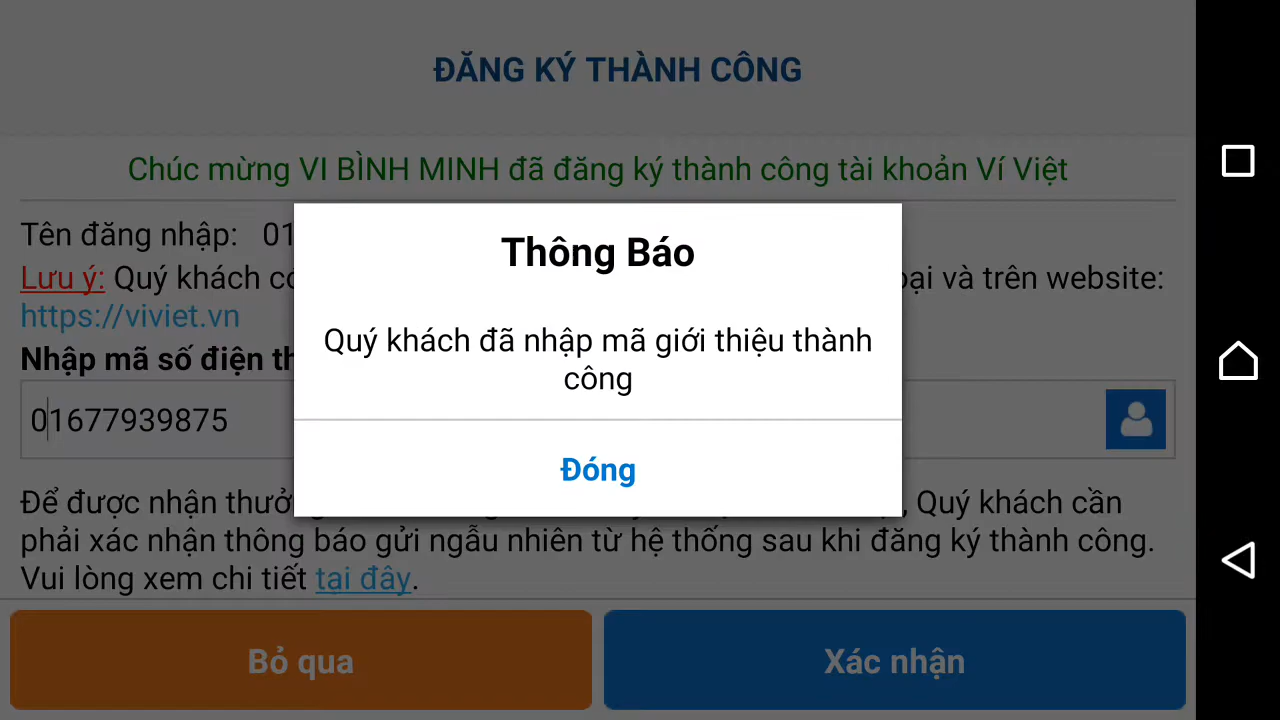 ĐĂNG KÝ THÀNH CÔNG
Chúc mừng VI BÌNH MINH đã đăng ký thành công tài khoản Ví Việt
Tên đăng nhập: 01
Lưu ý: Quý khách có
oại và trên website:
https://viviet.vn
Nhập mã số điện th
01677939875
Thông Báo
Quý khách đã nhập mã giới thiệu thành
công
Đóng
Để được nhận thưởng
, Quý khách cần
phải xác nhận thông báo gửi ngẫu nhiên từ hệ thống sau khi đăng ký thành công.
Vui lòng xem chi tiết tại đây.
Bỏ qua
Xác nhận